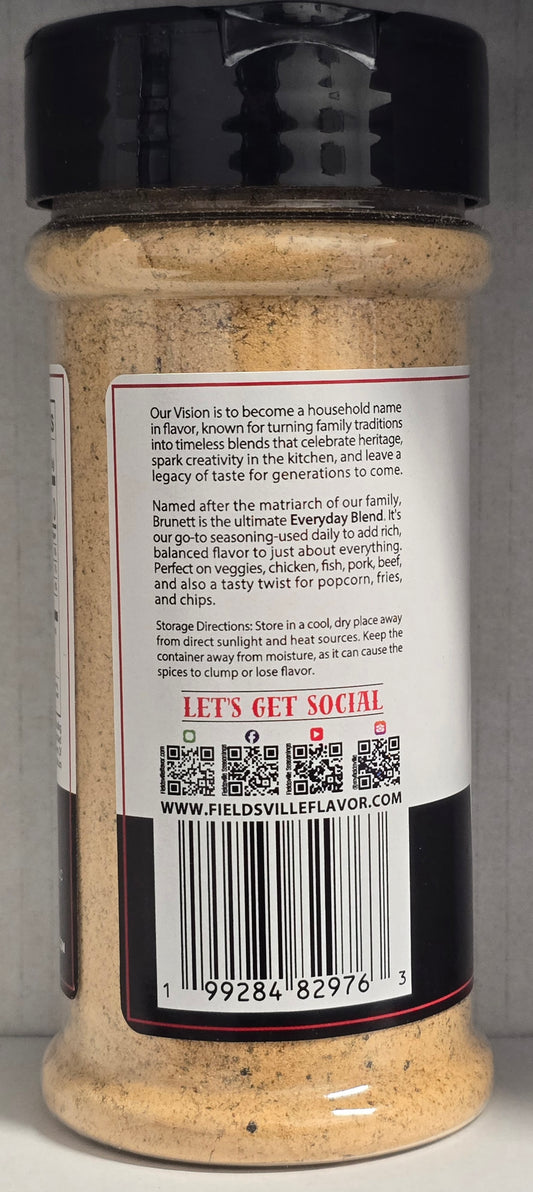 Our Vision is to become a household name
in flavor, known for turning family traditions
into timeless blends that celebrate heritage,
spark creativity in the kitchen, and leave a
legacy of taste for generations to come.
Named after the matriarch of our family,
Brunett is the ultimate Everyday Blend. It's
our go-to seasoning-used daily to add rich,
balanced flavor to just about everything.
Perfect on veggies, chicken, fish, pork, beef,
and also a tasty twist for popcorn, fries,
and chips.
Storage Directions: Store in a cool, dry place away
from direct sunlight and heat sources. Keep the
container away from moisture, as it can cause the
spices to clump or lose flavor.
LET'S GET SOCIAL
Fieldsvilleflavor.com
Fieldsville Seasonings
Fieldsville Seasonings
WWW.FIELDSVILLEFLAVOR.COM
1 99284 82976 3